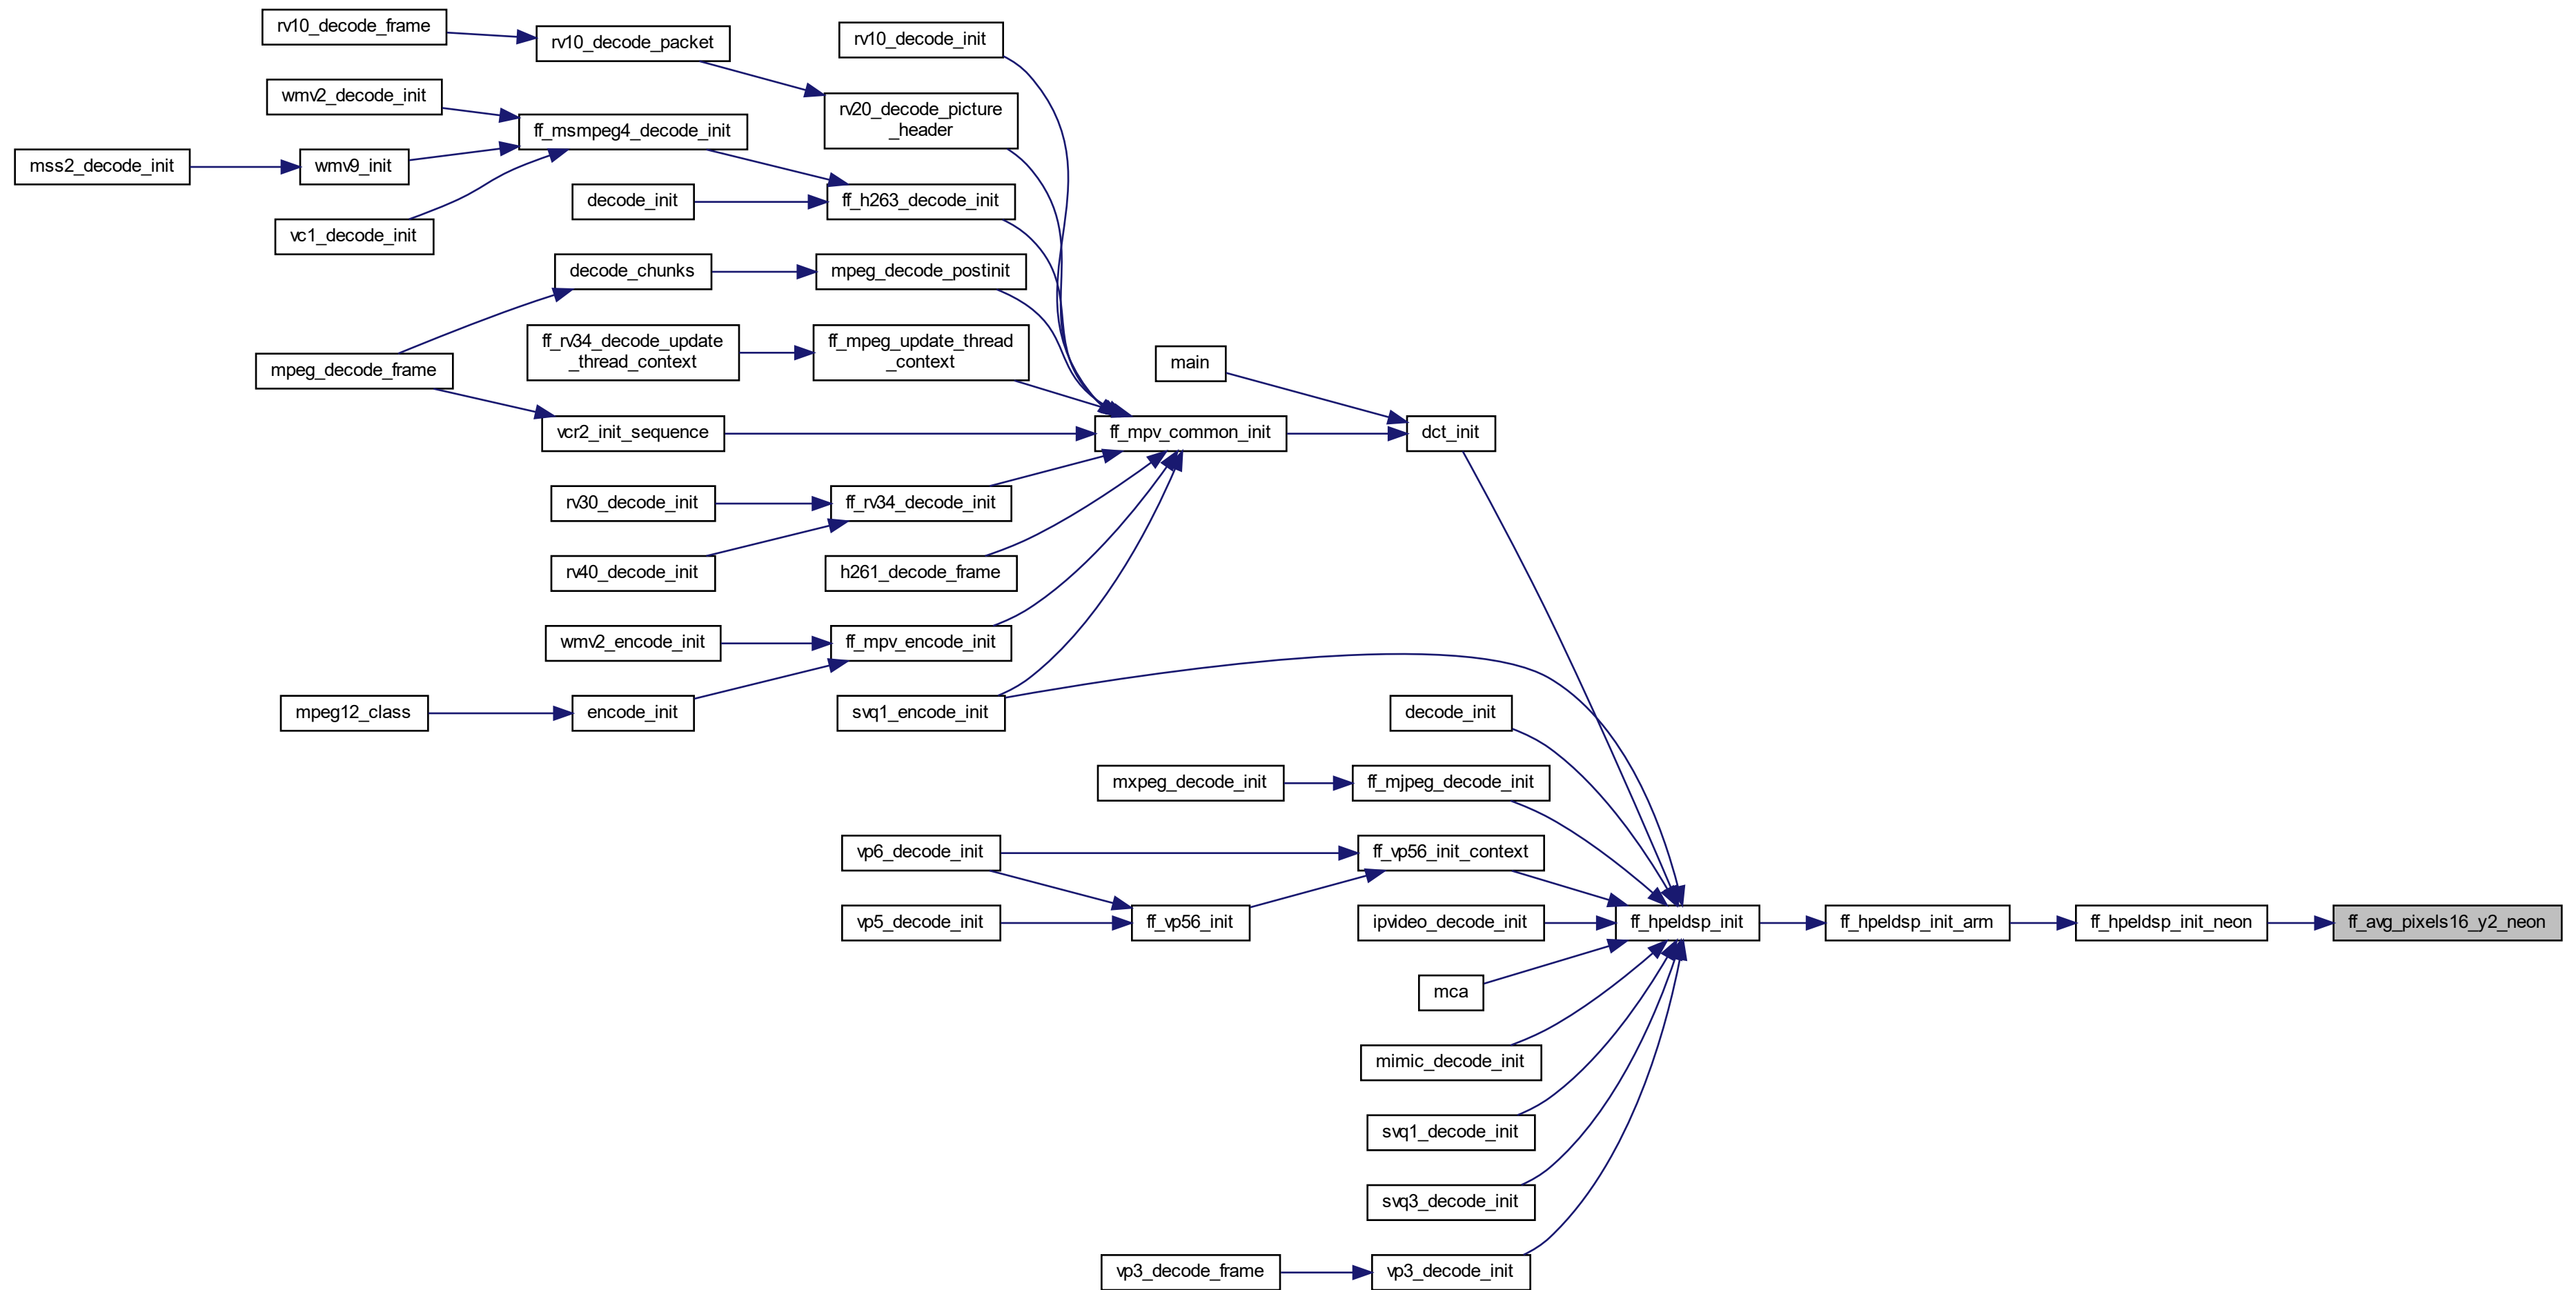 rv10_decode_frame
rv10_decode_packet
rv10_decode_init
wmv2_decode_init
rv20_decode_picture
_header
ff_msmpeg4_decode_init
mss2_decode_init
wmv9_init
decode_init
ff_h263_decode_init
vc1_decode_init
decode_chunks
mpeg_decode_postinit
ff_rv34_decode_update
_thread_context
ff_mpeg_update_thread
_context
main
mpeg_decode_frame
vcr2_init_sequence
ff_mpv_common_init
dct_init
rv30_decode_init
ff_rv34_decode_init
rv40_decode_init
h261_decode_frame
wmv2_encode_init
ff_mpv_encode_init
mpeg12_class
encode_init
svq1_encode_init
decode_init
mxpeg_decode_init
ff_mjpeg_decode_init
vp6_decode_init
ff_vp56_init_context
vp5_decode_init
ff_vp56_init
ipvideo_decode_init
ff_hpeldsp_init
ff_hpeldsp_init_arm
ff_hpeldsp_init_neon
ff_avg_pixels16_y2_neon
mca
mimic_decode_init
svq1_decode_init
svq3_decode_init
vp3_decode_frame
vp3_decode_init